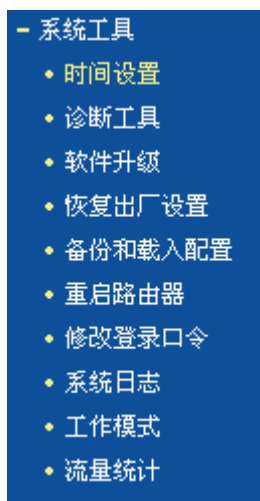 系统工具
时间设置
诊断工具
软件升级
恢复出厂设置
备份和载入配置
重启路由器
修改登录口令
系统日志
工作模式
流量统计